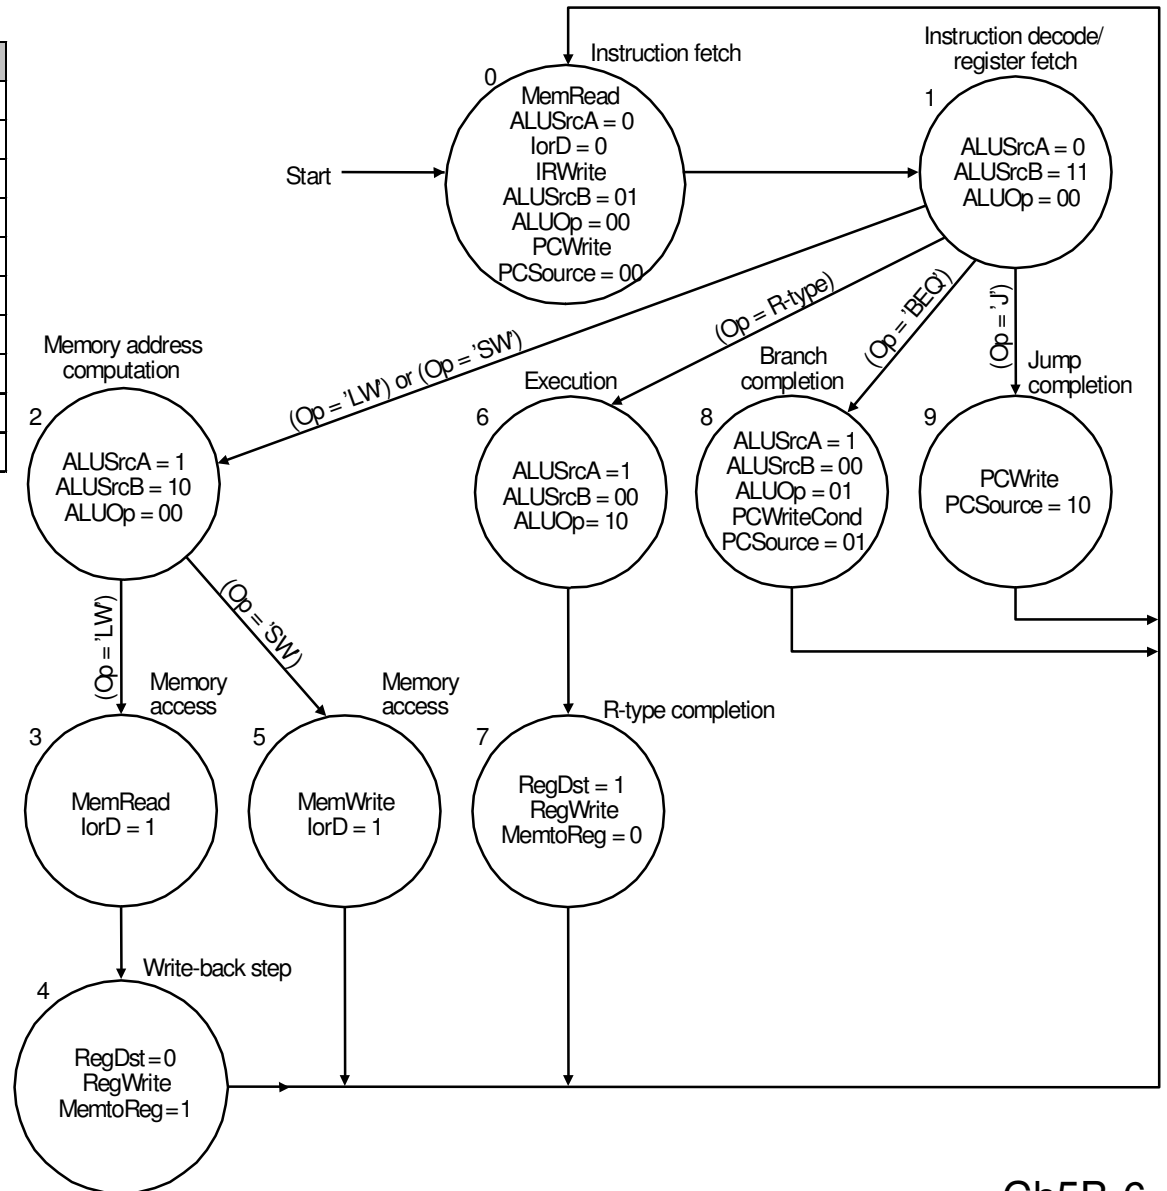 Instruction fetch
0
MemRead
ALUSrcA = 0
IorD = 0
IRWrite
ALUSrcB = 01
ALUOp = 00
PCWrite
PCSource = 00
Start
Instruction decode/
register fetch
1
ALUSrcA = 0
ALUSrcB = 11
ALUOp = 00
(Op = 'LW') or (Op = 'SW')
(Op = R-type)
(Op = 'BEQ')
(Op = 'J')
Memory address
computation
2
ALUSrcA = 1
ALUSrcB = 10
ALUOp = 00
Execution
6
ALUSrcA =1
ALUSrcB = 00
ALUOp= 10
Branch
completion
8
ALUSrcA = 1
ALUSrcB = 00
ALUOp = 01
PCWriteCond
PCSource = 01
Jump
completion
9
PCWrite
PCSource = 10
(Op = 'LW')
(Op = 'SW')
Memory
access
3
MemRead
IorD = 1
Memory
access
5
MemWrite
IorD = 1
R-type completion
7
RegDst = 1
RegWrite
MemtoReg = 0
Write-back step
4
RegDst=0
RegWrite
MemtoReg=1